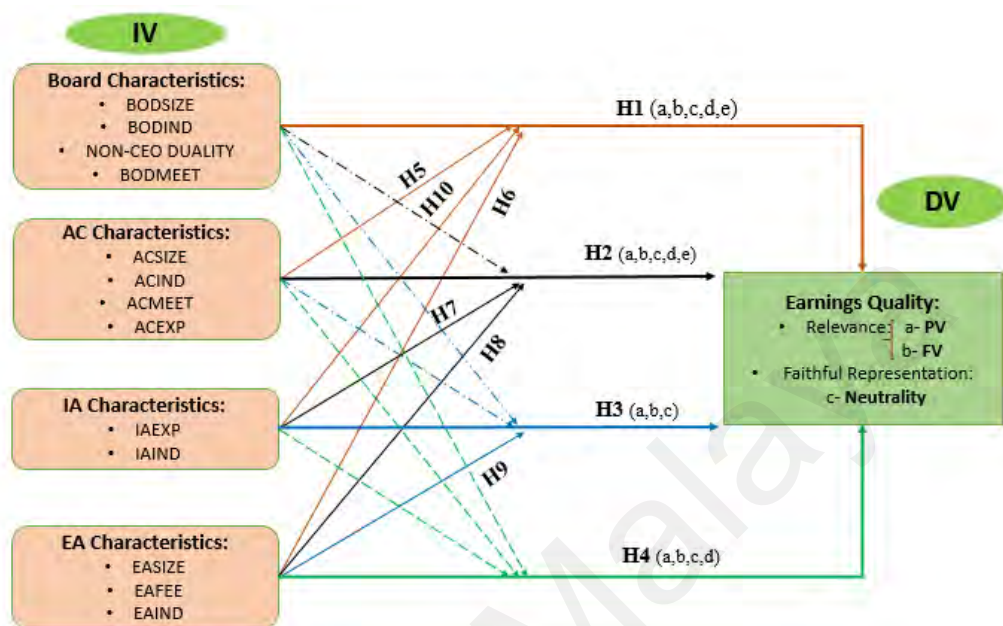 IV
Board Characteristics:
• BODSIZE
• BODIND
• NON-CEO DUALITY
• BODMEET
AC Characteristics:
• ACSIZE
• ACIND
• ACMEET
• ACEXP
IA Characteristics:
• IAEXP
• IAIND
EA Characteristics:
• EASIZE
• EAFEE
• EAIND
H1 (a,b,c,d,e)
H5
H10
H6
H2 (a,b,c,d,e)
H7
H8
H3 (a,b,c)
H9
H4 (a,b,c,d)
DV
Earnings Quality:
• Relevance: a- PV
b- FV
• Faithful Representation:
c- Neutrality
Malaya